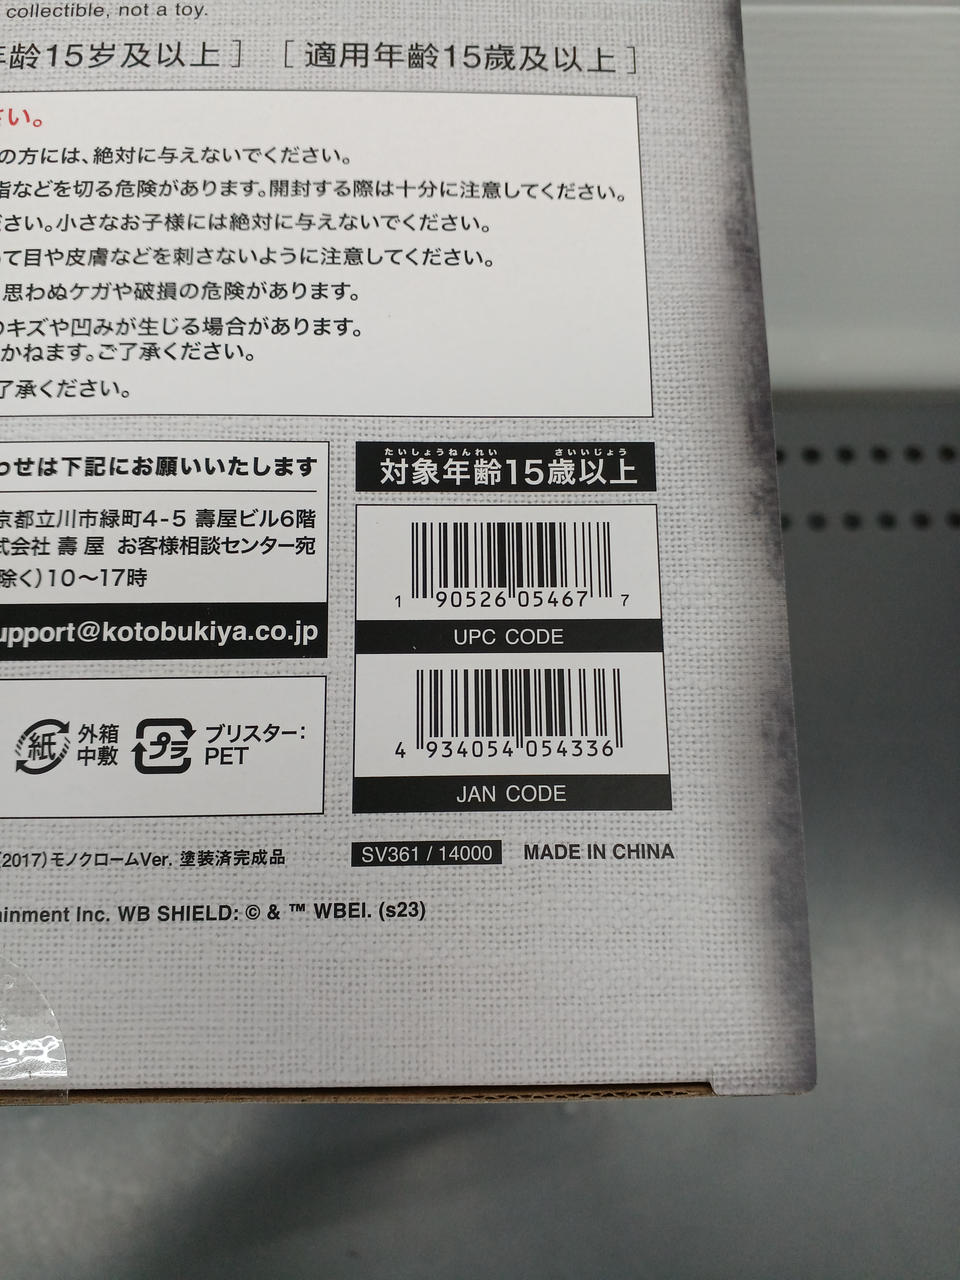 collectible, not a toy.
年齢15岁及以上］ ［適用年齡15歲及以上］
さい。
の方には、絶対に与えないでください。
指などを切る危険があります。開封する際は十分に注意してください。
ださい。小さなお子様には絶対に与えないでください。
って目や皮膚などを刺さないように注意してください。
思わぬケガや破損の危険があります。
のキズや凹みが生じる場合があります。
かねます。ご了承ください。
了承ください。
わせは下記にお願いいたします
京都立川市緑町4-5 壽屋ビル6階
式会社 壽屋 お客様相談センター宛
除く)10〜17時
upport@kotobukiya.co.jp
たいしょうねんれい さいいじょう
対象年齢15歳以上
1 90526 05467 7
UPC CODE
4 934054 054336
JAN CODE
紙 外箱
中敷
プラ ブリスター：
PET
(2017)モノクロームVer. 塗装済完成品
SV361 / 14000 MADE IN CHINA
ainment Inc. WB SHIELD: © & ™ WBEI. (s23)